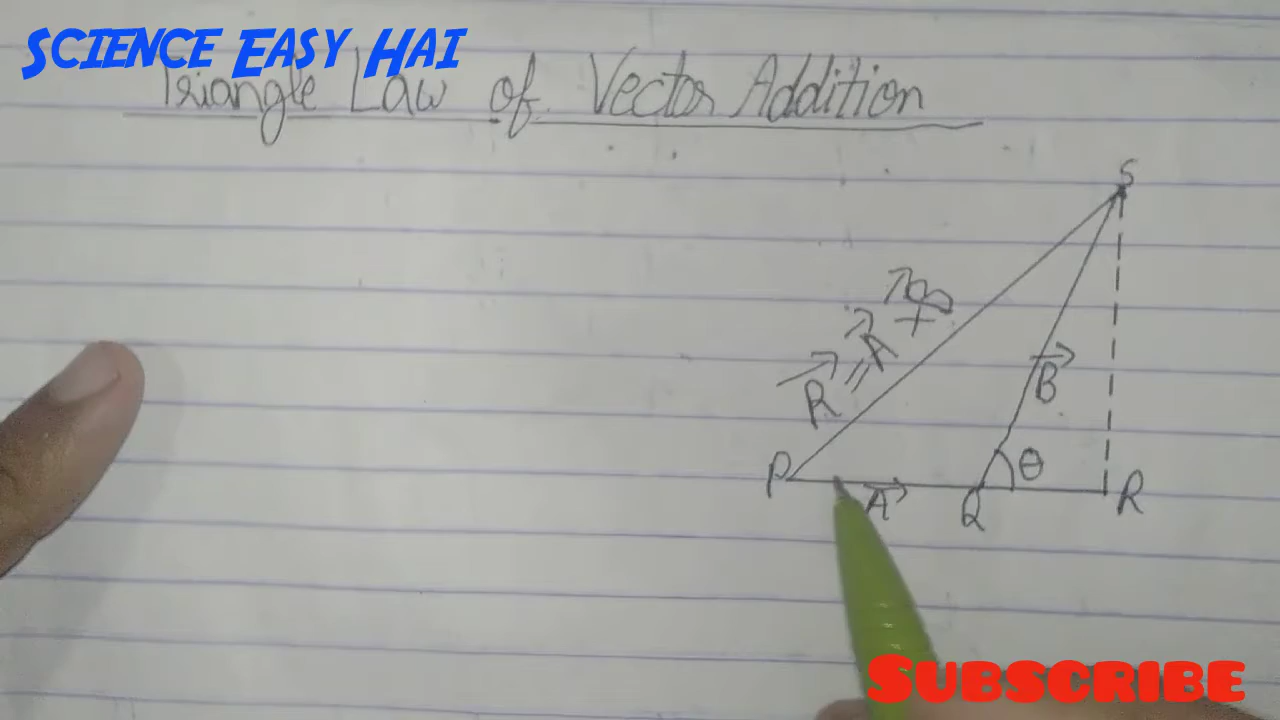 SCIENCE EASY HAI
Triangle Law of Vector Addition
S
R = A + B
B
P
A
Q
θ
R
SUBSCRIBE